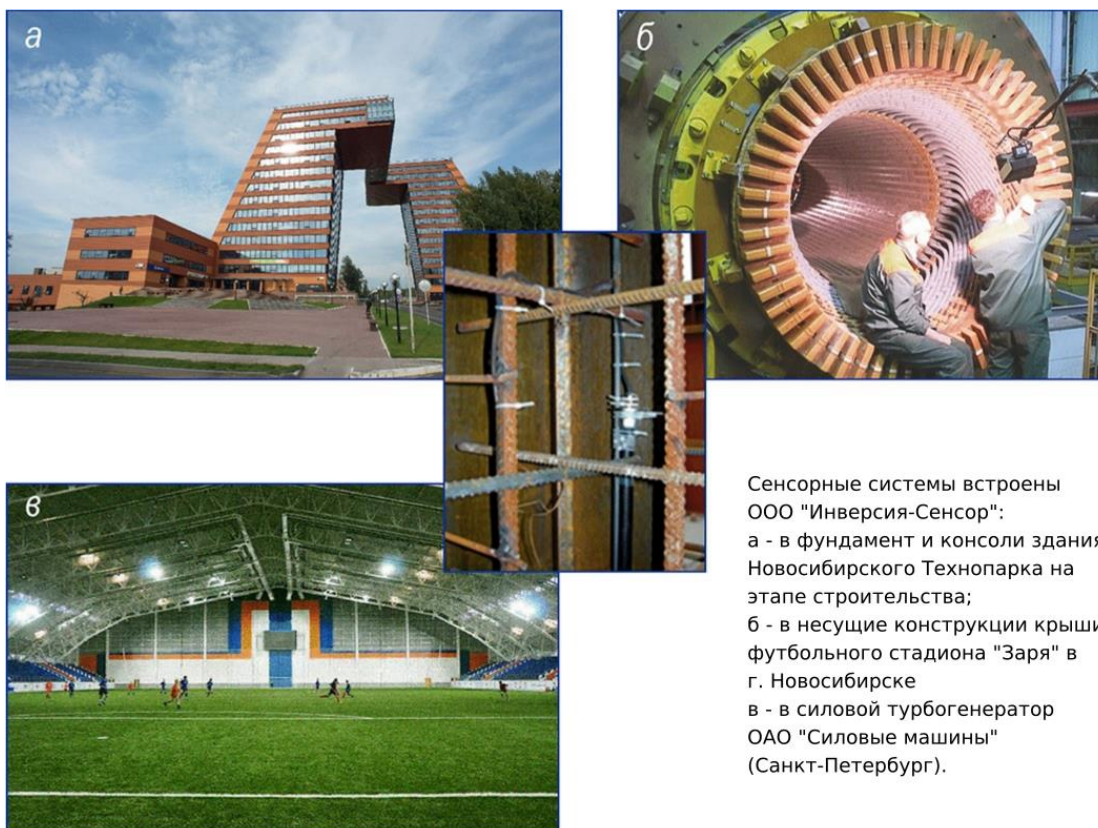 а
б
в
Сенсорные системы встроены
ООО "Инверсия-Сенсор":
а - в фундамент и консоли здания
Новосибирского Технопарка на
этапе строительства;
б - в несущие конструкции крыши
футбольного стадиона "Заря" в
г. Новосибирске
в - в силовой турбогенератор
ОАО "Силовые машины"
(Санкт-Петербург).